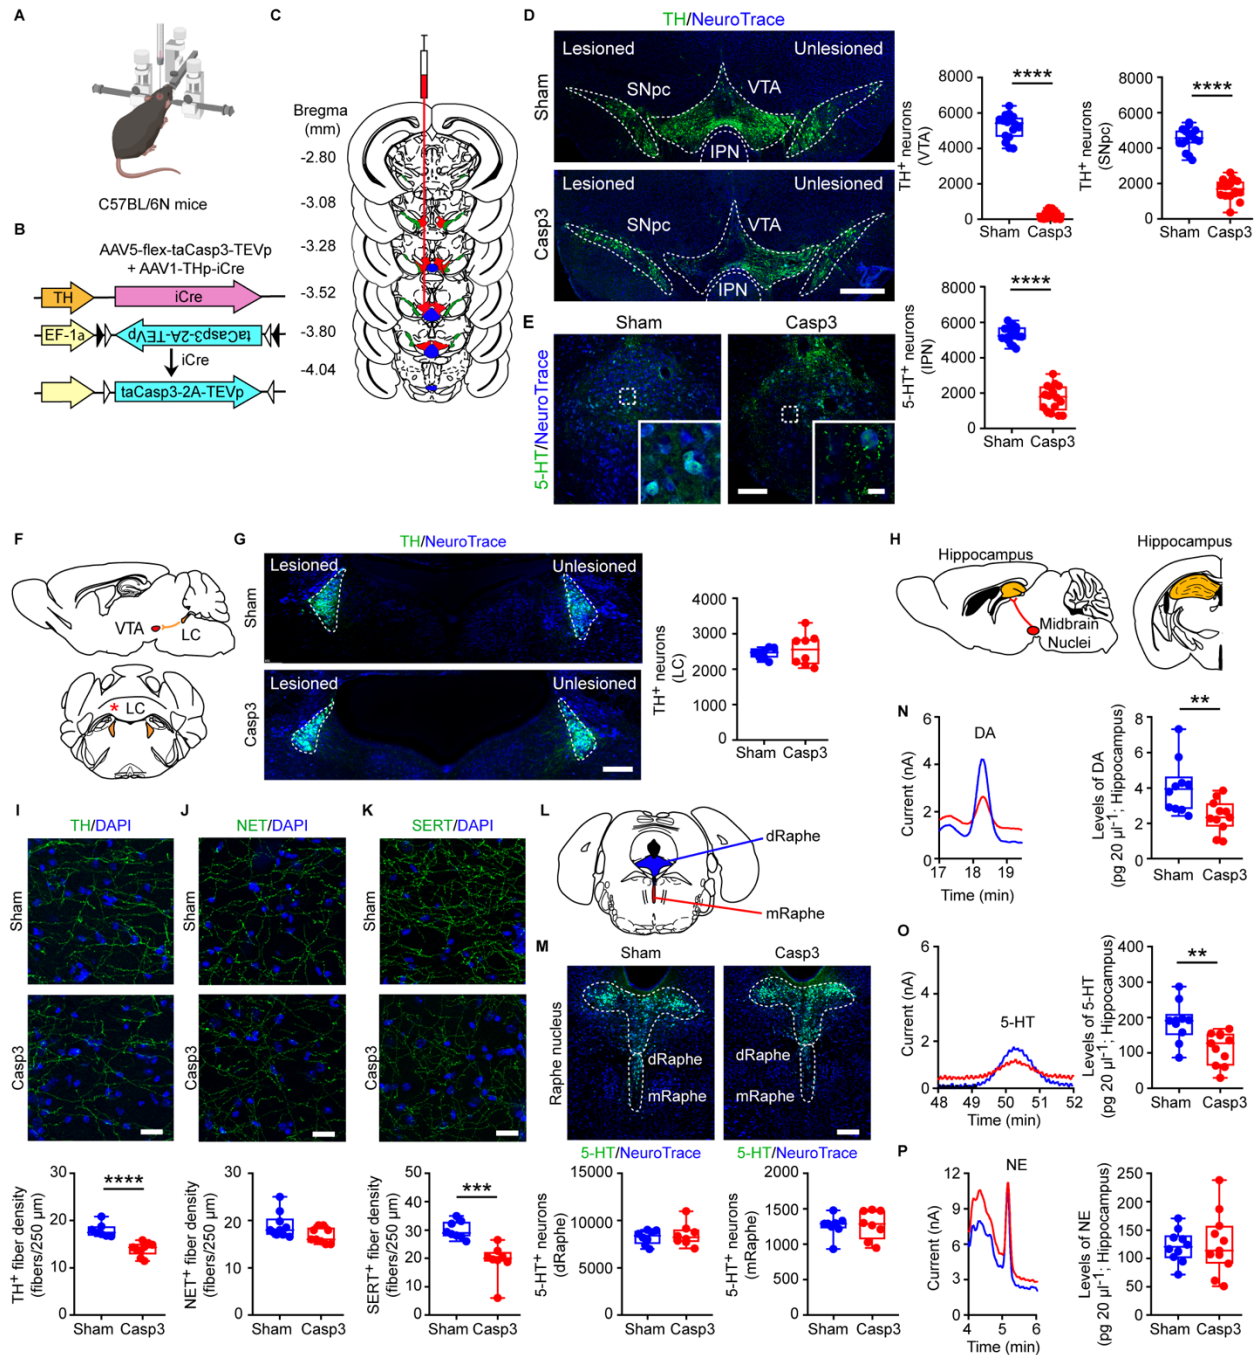 A
C57BL/6N mice
B
AAV5-flex-taCasp3-TEVp
+ AAV1-THp-iCre
TH
iCre
EF-1a
taCasp3-2A-TEVp
iCre
taCasp3-2A-TEVp
C
Bregma
(mm)
-2.80
-3.08
-3.28
-3.52
-3.80
-4.04
D
TH/NeuroTrace
Sham
Lesioned
Unlesioned
SNpc
VTA
IPN
Casp3
Lesioned
Unlesioned
SNpc
VTA
IPN
TH⁺ neurons
(VTA)
8000
6000
4000
2000
0
****
Sham
Casp3
TH⁺ neurons
(SNpc)
8000
6000
4000
2000
0
****
Sham
Casp3
E
5-HT/NeuroTrace
Sham
Casp3
5-HT⁺ neurons
(IPN)
8000
6000
4000
2000
0
****
Sham
Casp3
F
VTA
LC
* LC
G
TH/NeuroTrace
Sham
Lesioned
Unlesioned
Casp3
Lesioned
Unlesioned
TH⁺ neurons
(LC)
4000
3000
2000
1000
0
Sham
Casp3
H
Hippocampus
Hippocampus
Midbrain
Nuclei
I
TH/DAPI
Sham
Casp3
TH⁺ fiber density
(fibers/250 µm)
30
20
10
0
****
Sham
Casp3
J
NET/DAPI
Sham
Casp3
NET⁺ fiber density
(fibers/250 µm)
30
20
10
0
Sham
Casp3
K
SERT/DAPI
Sham
Casp3
SERT⁺ fiber density
(fibers/250 µm)
50
40
30
20
10
0
***
Sham
Casp3
L
dRaphe
mRaphe
M
Sham
Casp3
Raphe nucleus
dRaphe
mRaphe
dRaphe
mRaphe
5-HT/NeuroTrace
5-HT/NeuroTrace
5-HT⁺ neurons
(dRaphe)
15000
10000
5000
0
Sham
Casp3
5-HT⁺ neurons
(mRaphe)
2000
1500
1000
500
0
Sham
Casp3
N
Current (nA)
6
4
2
0
DA
17
18
19
Time (min)
Levels of DA
(pg 20 µl⁻¹; Hippocampus)
8
6
4
2
0
**
Sham
Casp3
O
Current (nA)
6
4
2
0
5-HT
48
49
50
51
52
Time (min)
Levels of 5-HT
(pg 20 µl⁻¹; Hippocampus)
400
300
200
100
0
**
Sham
Casp3
P
Current (nA)
12
9
6
3
0
NE
4
5
6
Time (min)
Levels of NE
(pg 20 µl⁻¹; Hippocampus)
250
200
150
100
50
0
Sham
Casp3